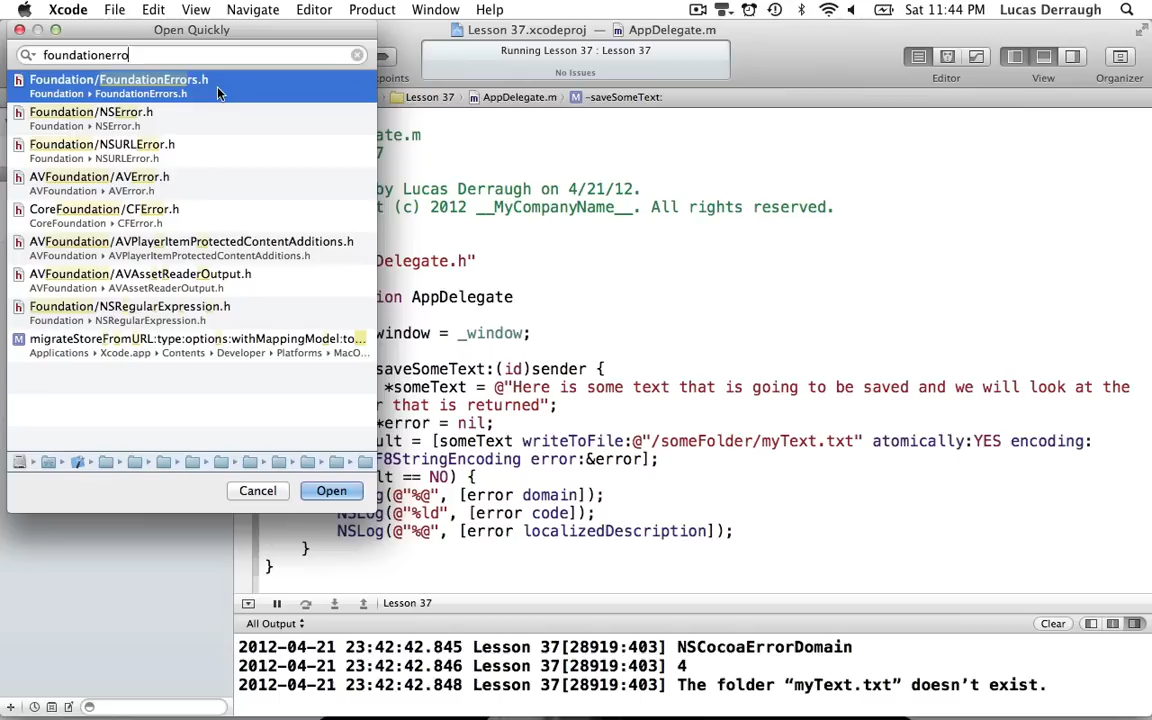 Xcode File Edit View Navigate Editor Product Window Help Sat 11:44 PM Lucas Derraugh
Open Quickly
Lesson 37.xcodeproj — AppDelegate.m
foundationerro
Running Lesson 37 : Lesson 37
No Issues
kpoints
Editor View Organizer
Foundation/FoundationErrors.h
Foundation FoundationErrors.h
Lesson 37 AppDelegate.m M -saveSomeText:
Foundation/NSError.h
Foundation NSError.h
Foundation/NSURLError.h
Foundation NSURLError.h
AVFoundation/AVError.h
AVFoundation AVError.h
CoreFoundation/CFError.h
CoreFoundation CFError.h
AVFoundation/AVPlayerItemProtectedContentAdditions.h
AVFoundation AVPlayerItemProtectedContentAdditions.h
AVFoundation/AVAssetReaderOutput.h
AVFoundation AVAssetReaderOutput.h
Foundation/NSRegularExpression.h
Foundation NSRegularExpression.h
M migrateStoreFromURL:type:options:withMappingModel:to...
Applications Xcode.app Contents Developer Platforms MacO...
Cancel Open
ate.m
7
by Lucas Derraugh on 4/21/12.
t (c) 2012 __MyCompanyName__. All rights reserved.
Delegate.h"
ion AppDelegate
window = _window;
saveSomeText:(id)sender {
*someText = @"Here is some text that is going to be saved and we will look at the
r that is returned";
*error = nil;
ult = [someText writeToFile:@"/someFolder/myText.txt" atomically:YES encoding:
F8StringEncoding error:&error];
lt == NO) {
NSLog(@"%@", [error domain]);
NSLog(@"%ld", [error code]);
NSLog(@"%@", [error localizedDescription]);
}
}
Lesson 37
All Output Clear
2012-04-21 23:42:42.845 Lesson 37[28919:403] NSCocoaErrorDomain
2012-04-21 23:42:42.846 Lesson 37[28919:403] 4
2012-04-21 23:42:42.848 Lesson 37[28919:403] The folder “myText.txt” doesn’t exist.